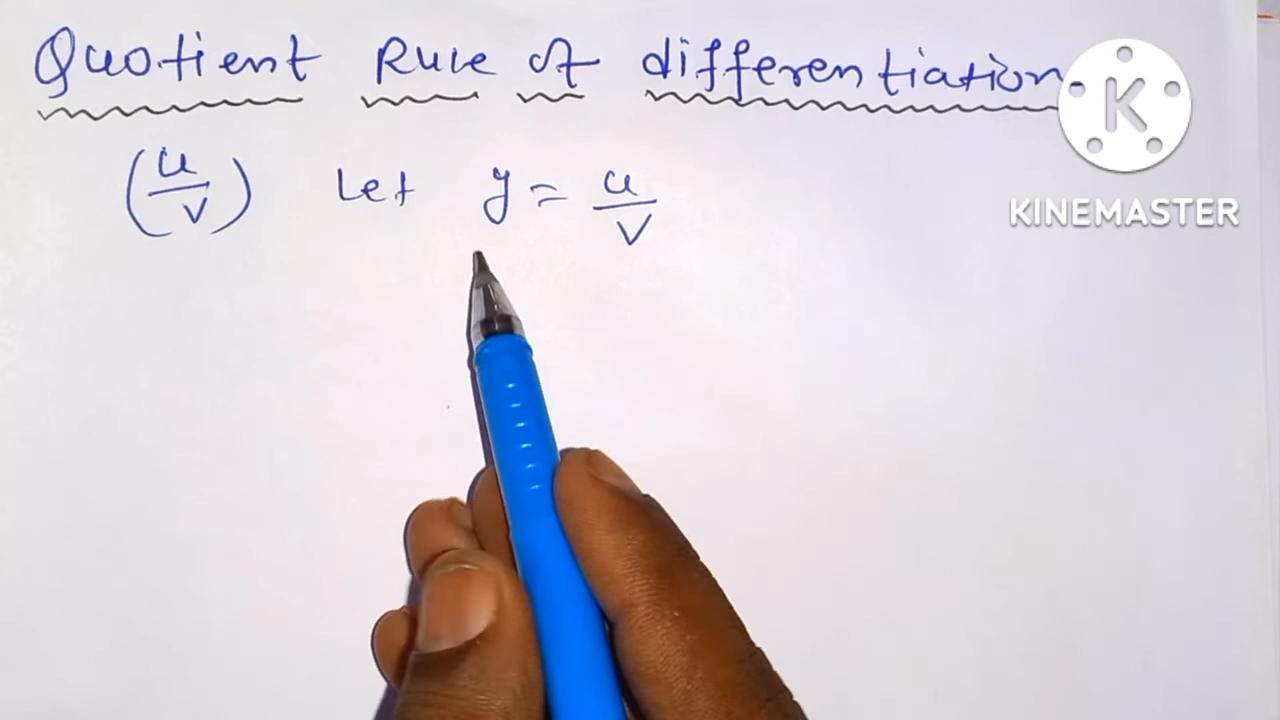 Quotient Rule of differentiation-
(u/v) Let y = u/v
K
KINEMASTER